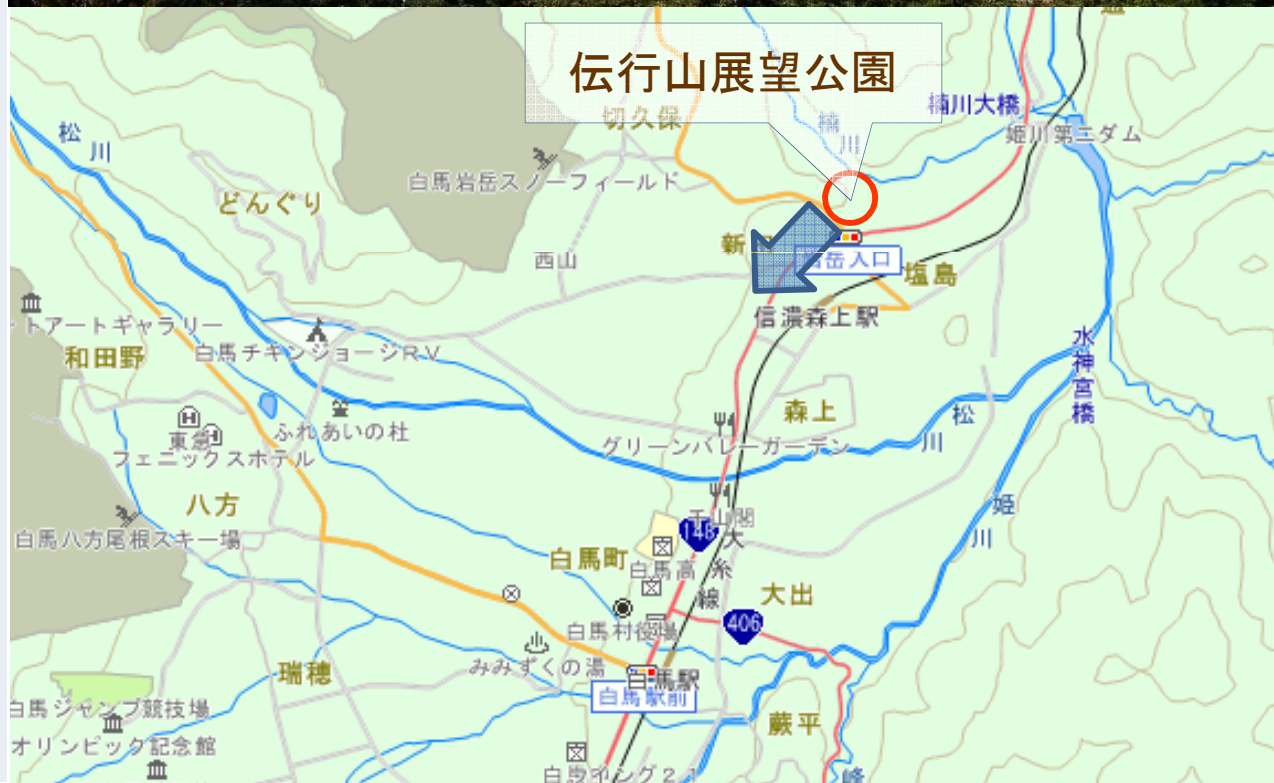 伝行山展望公園
切久保
楠川
楠川大橋
姫川第二ダム
松川
白馬岩岳スノーフィールド
どんぐり
西山
岩岳入口
塩島
信濃森上駅
トアートギャラリー
和田野
白馬チキンジョージRV
水神宮橋
森上
東急
ふれあいの杜
グリーンバレーガーデン
松川
フェニックスホテル
八方
姫川
白馬八方尾根スキー場
148
白馬町
白馬高
大糸線
大出
406
白馬村役場
みみずくの湯
瑞穂
白馬駅
白馬駅前
白馬ジャンプ競技場
蕨平
オリンピック記念館